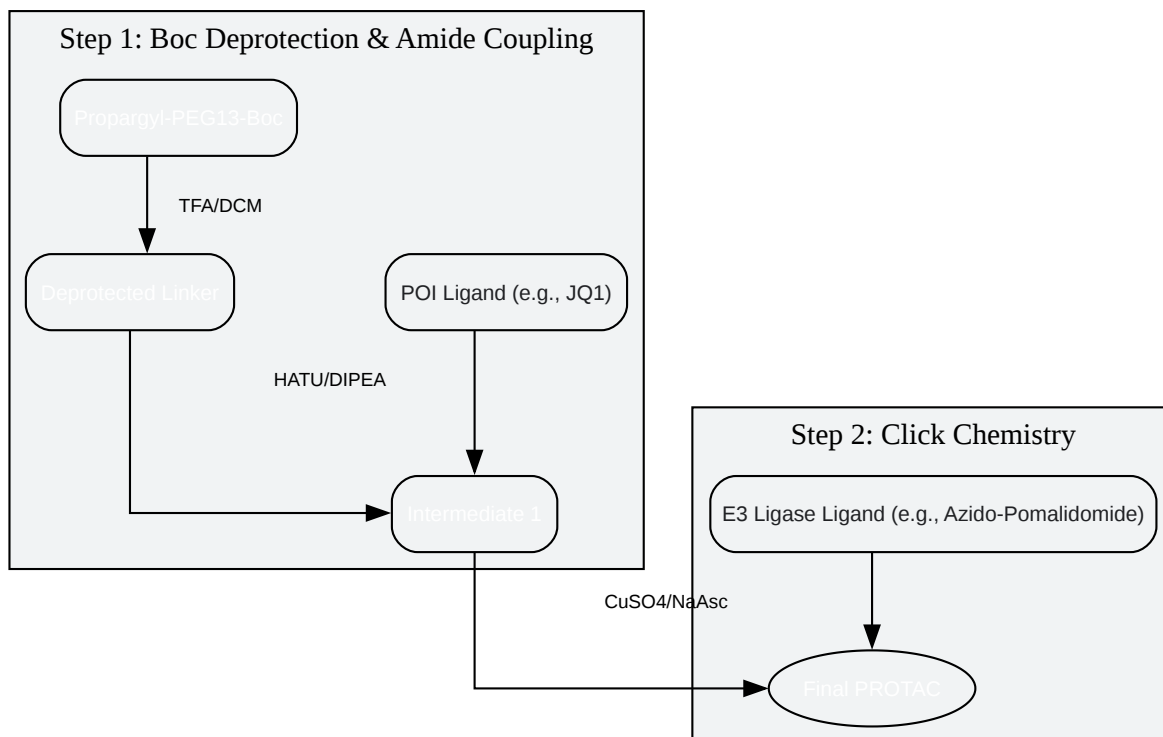 Step 1: Boc Deprotection & Amide Coupling
Propargyl-PEG13-Boc
TFA/DCM
Deprotected Linker
POI Ligand (e.g., JQ1)
HATU/DIPEA
Intermediate 1
Step 2: Click Chemistry
E3 Ligase Ligand (e.g., Azido-Pomalidomide)
CuSO4/NaAsc
Final PROTAC